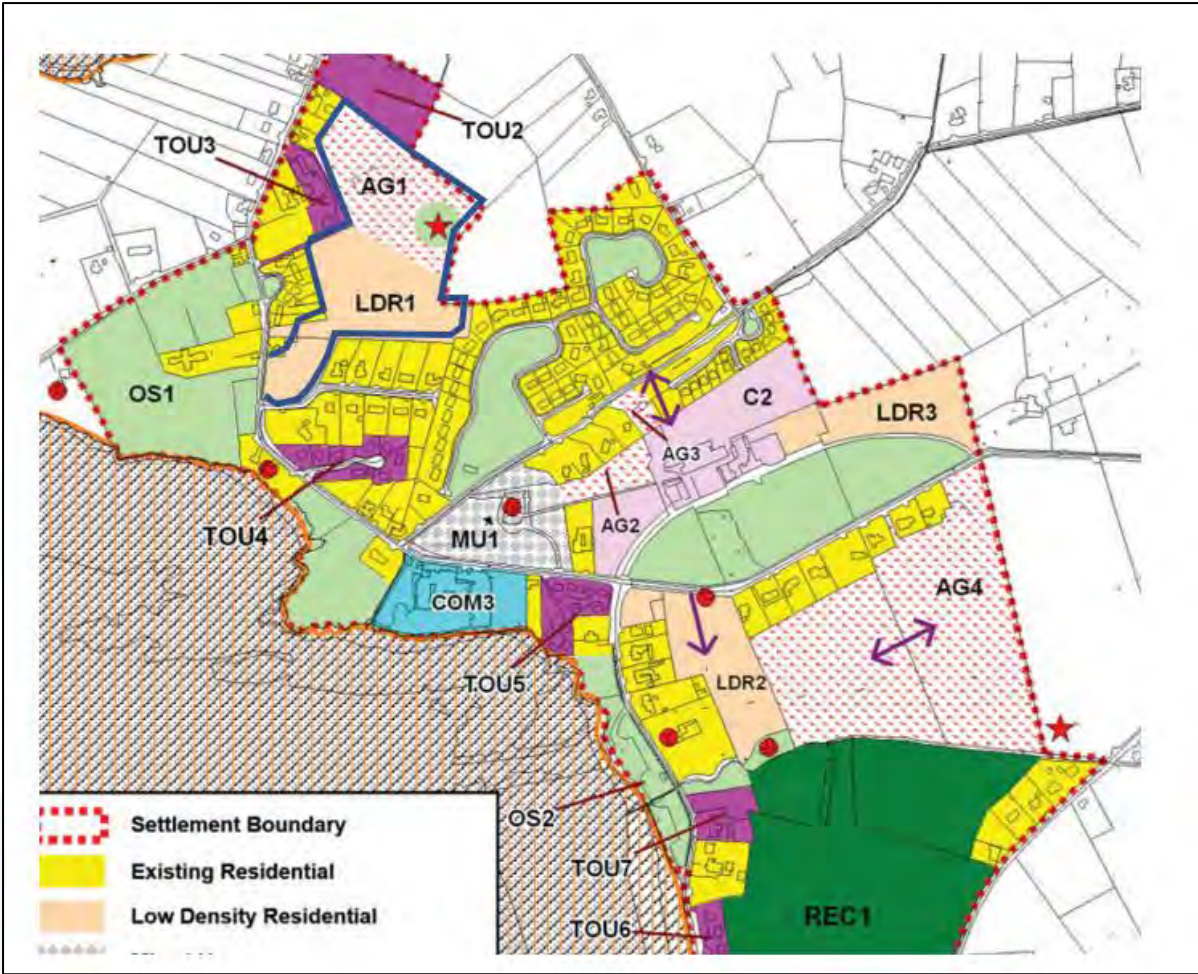 TOU2
TOU3
AG1
LDR1
OS1
C2
LDR3
AG3
TOU4
AG2
MU1
AG4
COM3
TOU5
LDR2
OS2
TOU7
TOU6
REC1
Settlement Boundary
Existing Residential
Low Density Residential